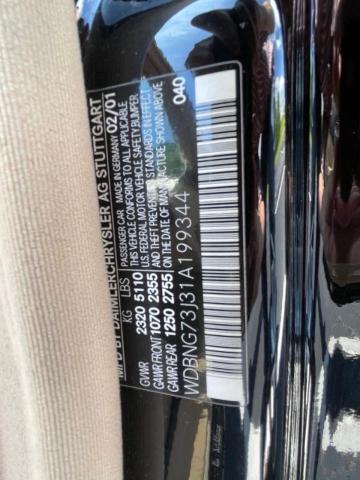 MFD BY DAIMLERCHRYSLER AG STUTTGART
PASSENGER CAR MADE IN GERMANY 02/01
KG LBS THIS VEHICLE CONFORMS TO ALL APPLICABLE
GVWR 2320 5110 U.S. FEDERAL MOTOR VEHICLE SAFETY, BUMPER
GAWR FRONT 1070 2355 AND THEFT PREVENTION STANDARDS IN EFFECT
GAWR REAR 1250 2755 ON THE DATE OF MANUFACTURE SHOWN ABOVE
040
WDBNG73J31A199344